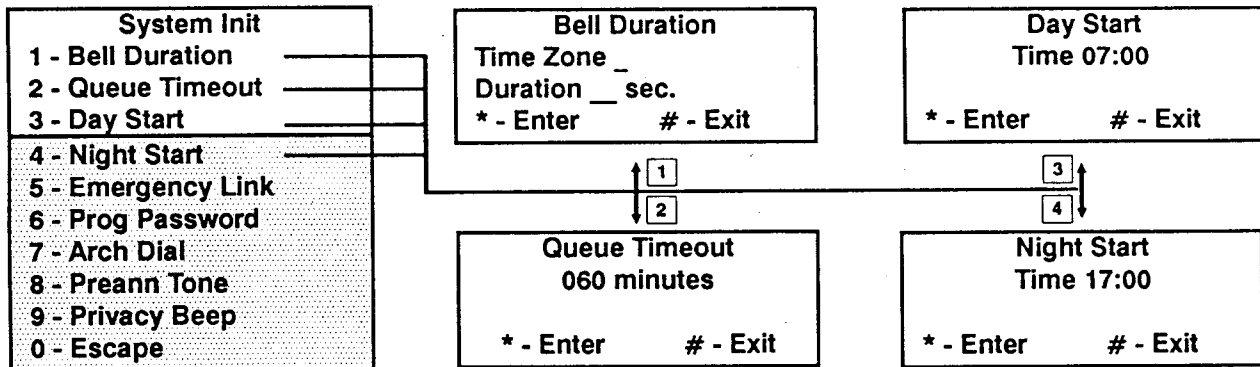 System Init
1 - Bell Duration
2 - Queue Timeout
3 - Day Start
4 - Night Start
5 - Emergency Link
6 - Prog Password
7 - Arch Dial
8 - Preann Tone
9 - Privacy Beep
0 - Escape
Bell Duration
Time Zone _
Duration __ sec.
* - Enter # - Exit
1
2
Queue Timeout
060 minutes
* - Enter # - Exit
Day Start
Time 07:00
* - Enter # - Exit
3
4
Night Start
Time 17:00
* - Enter # - Exit